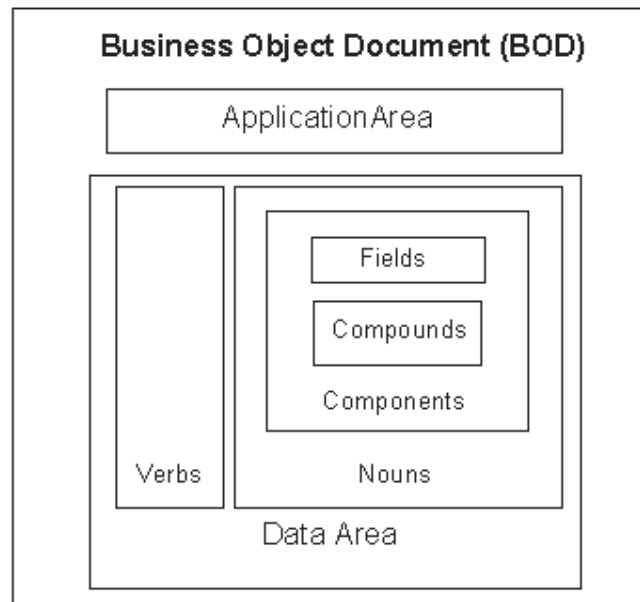 Business Object Document (BOD)
ApplicationArea
Fields
Compounds
Components
Verbs
Nouns
Data Area